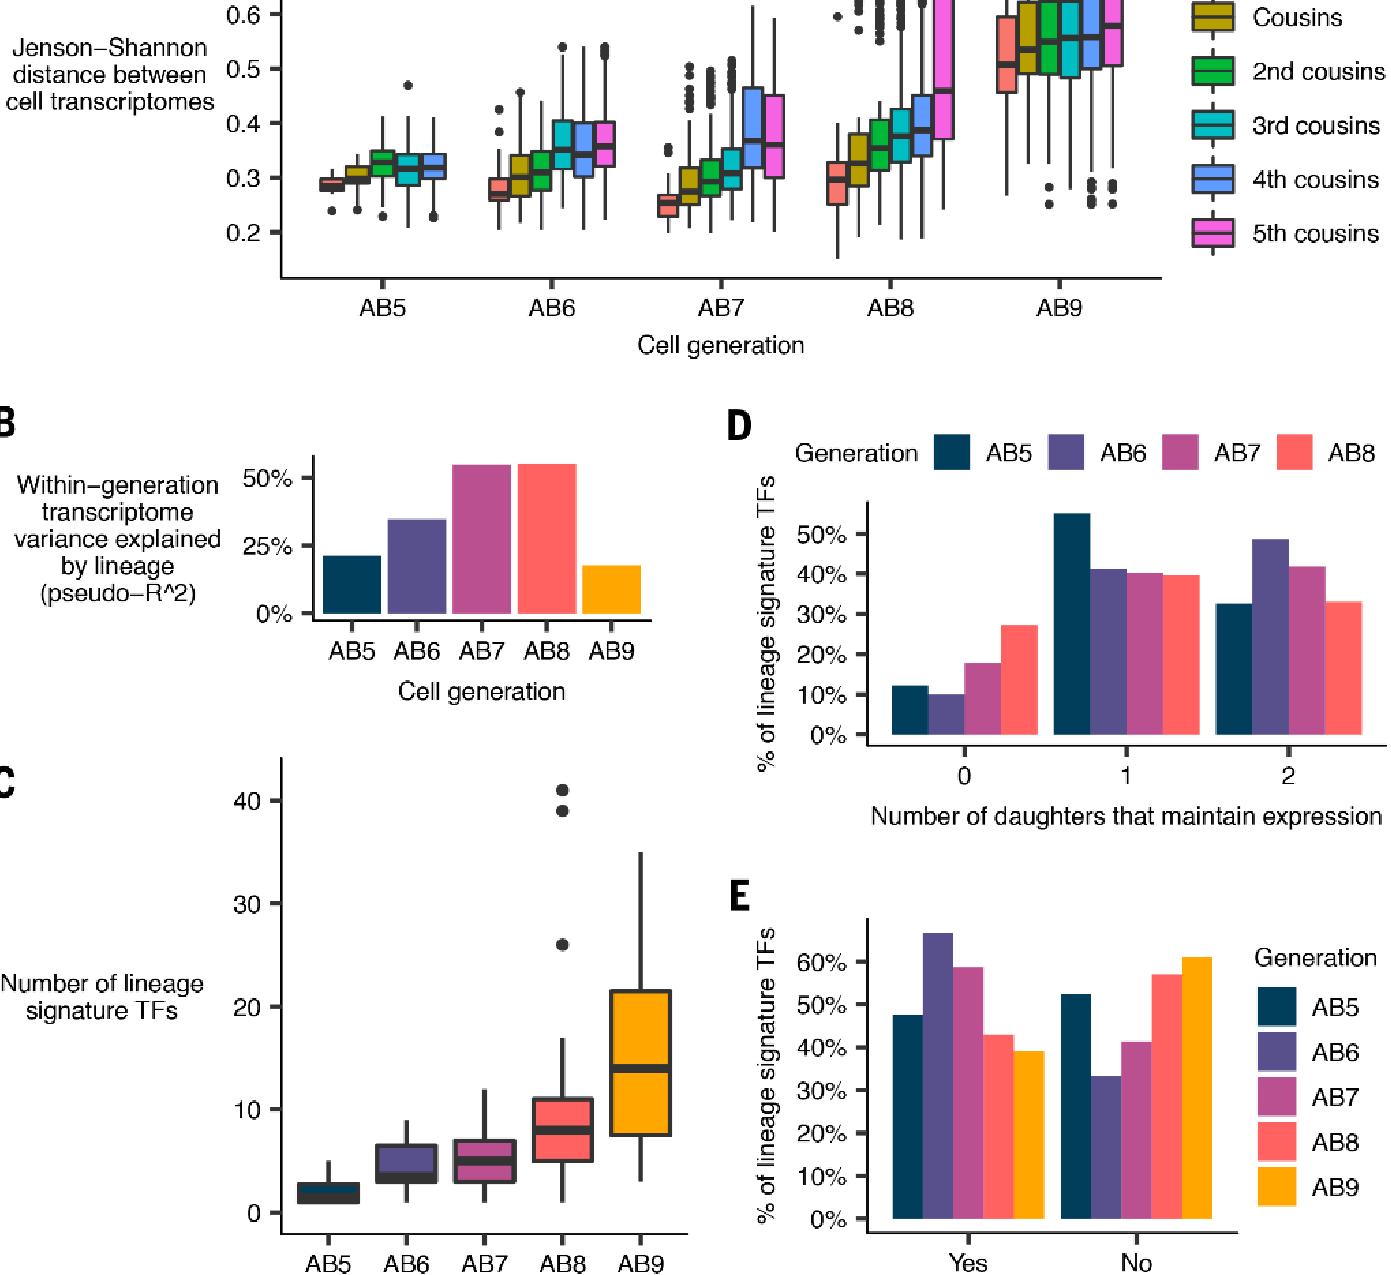 0.6
0.5
0.4
0.3
0.2
Jenson–Shannon
distance between
cell transcriptomes
AB5 AB6 AB7 AB8 AB9
Cell generation
Cousins
2nd cousins
3rd cousins
4th cousins
5th cousins
B
Within–generation
transcriptome
variance explained
by lineage
(pseudo–R^2)
50%
25%
0%
AB5 AB6 AB7 AB8 AB9
Cell generation
C
Number of lineage
signature TFs
40
30
20
10
0
AB5 AB6 AB7 AB8 AB9
D
Generation AB5 AB6 AB7 AB8
% of lineage signature TFs
50%
40%
30%
20%
10%
0%
0 1 2
Number of daughters that maintain expression
E
% of lineage signature TFs
60%
50%
40%
30%
20%
10%
0%
Yes No
Generation
AB5
AB6
AB7
AB8
AB9